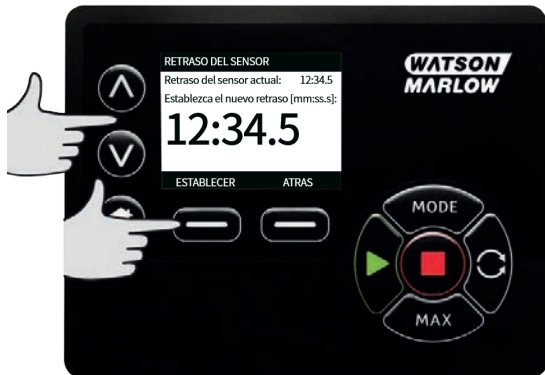 RETRASO DEL SENSOR
Retraso del sensor actual: 12:34.5
Establezca el nuevo retraso [mm:ss.s]:
12:34.5
ESTABLECER ATRAS
WATSON
MARLOW
MODE
MAX